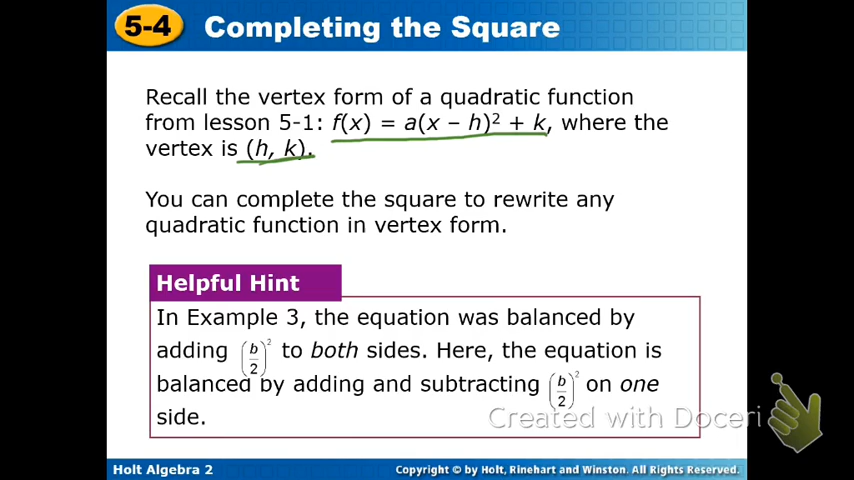 5-4 Completing the Square
Recall the vertex form of a quadratic function
from lesson 5-1: f(x) = a(x – h)² + k, where the
vertex is (h, k).
You can complete the square to rewrite any
quadratic function in vertex form.
Helpful Hint
In Example 3, the equation was balanced by
adding (b/2)² to both sides. Here, the equation is
balanced by adding and subtracting (b/2)² on one
side.
Created with Doceri
Holt Algebra 2 Copyright © by Holt, Rinehart and Winston. All Rights Reserved.